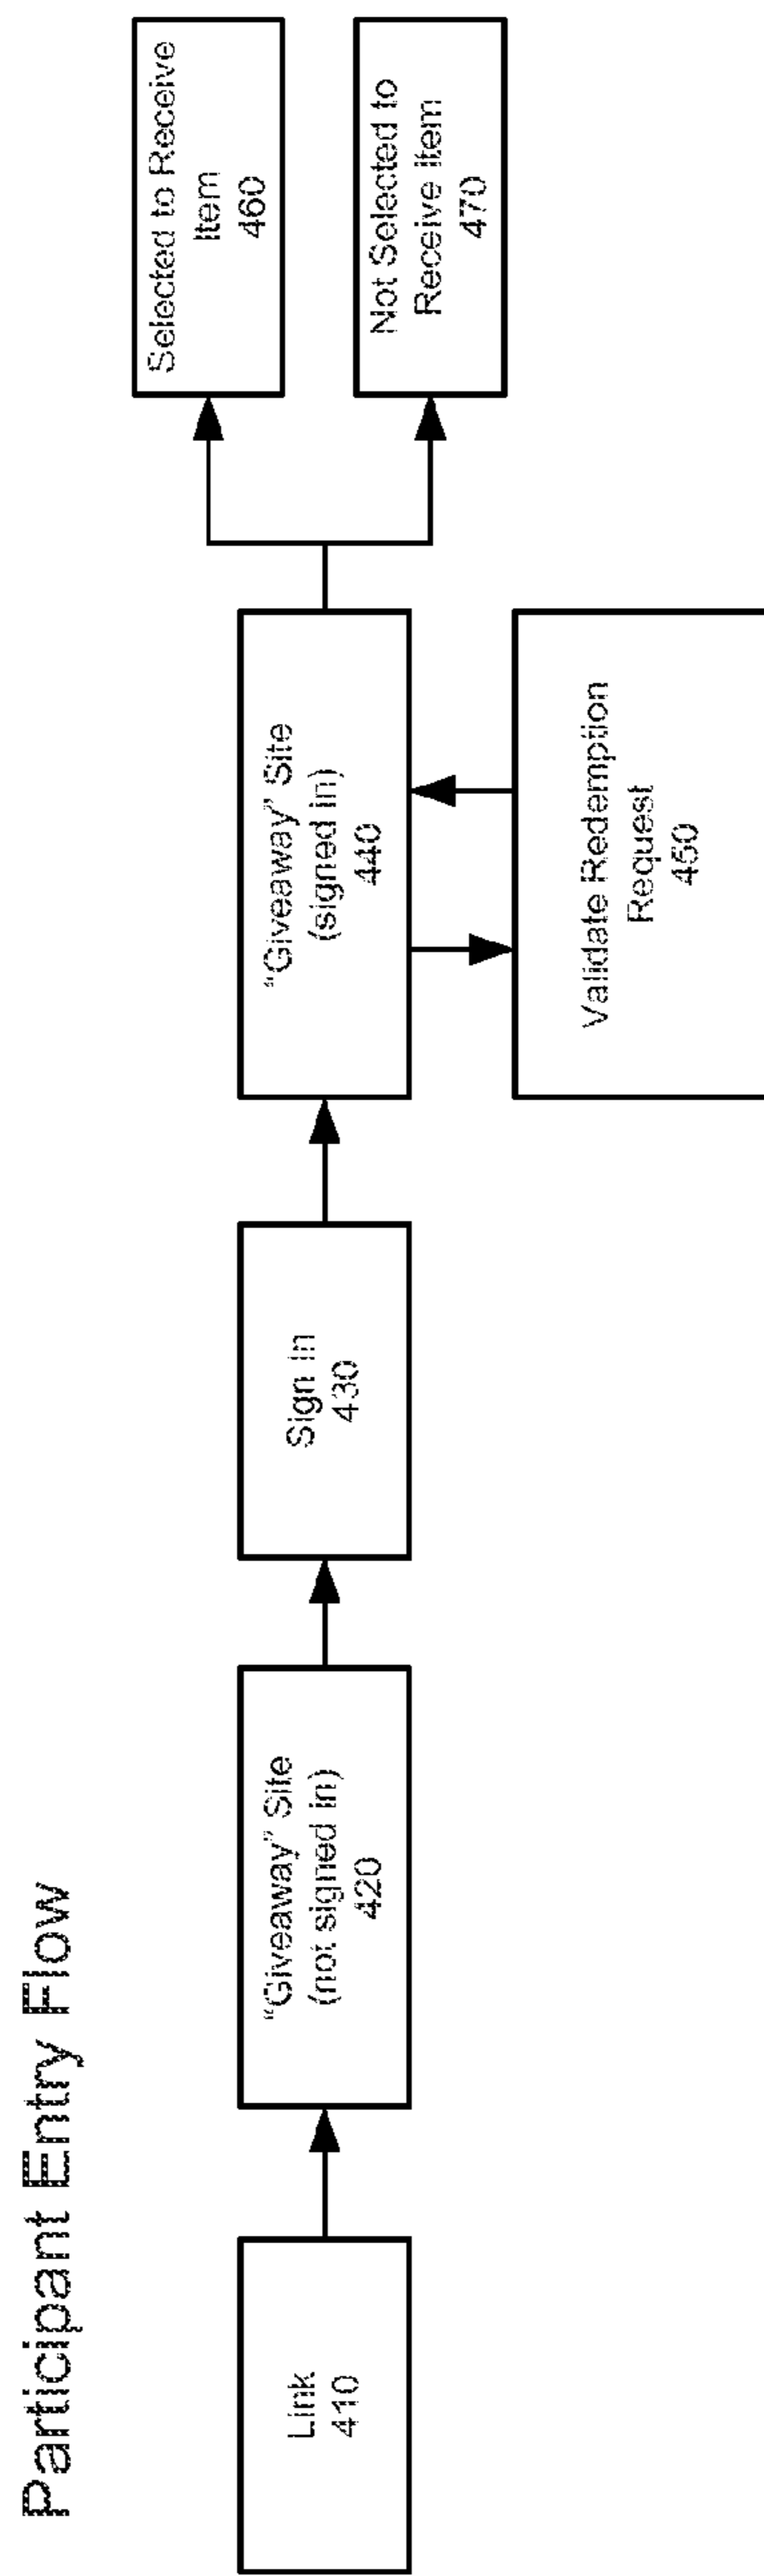 Participant Entry Flow
Link
410
"Giveaway" Site
(not signed in)
420
Sign In
430
"Giveaway" Site
(signed in)
440
Validate Redemption
Request
450
Selected to Receive
Item
460
Not Selected to
Receive Item
470